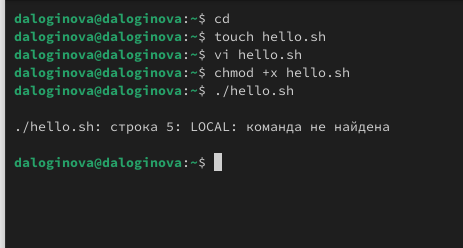 daloginova@daloginova:~$ cd
daloginova@daloginova:~$ touch hello.sh
daloginova@daloginova:~$ vi hello.sh
daloginova@daloginova:~$ chmod +x hello.sh
daloginova@daloginova:~$ ./hello.sh
./hello.sh: строка 5: LOCAL: команда не найдена
daloginova@daloginova:~$